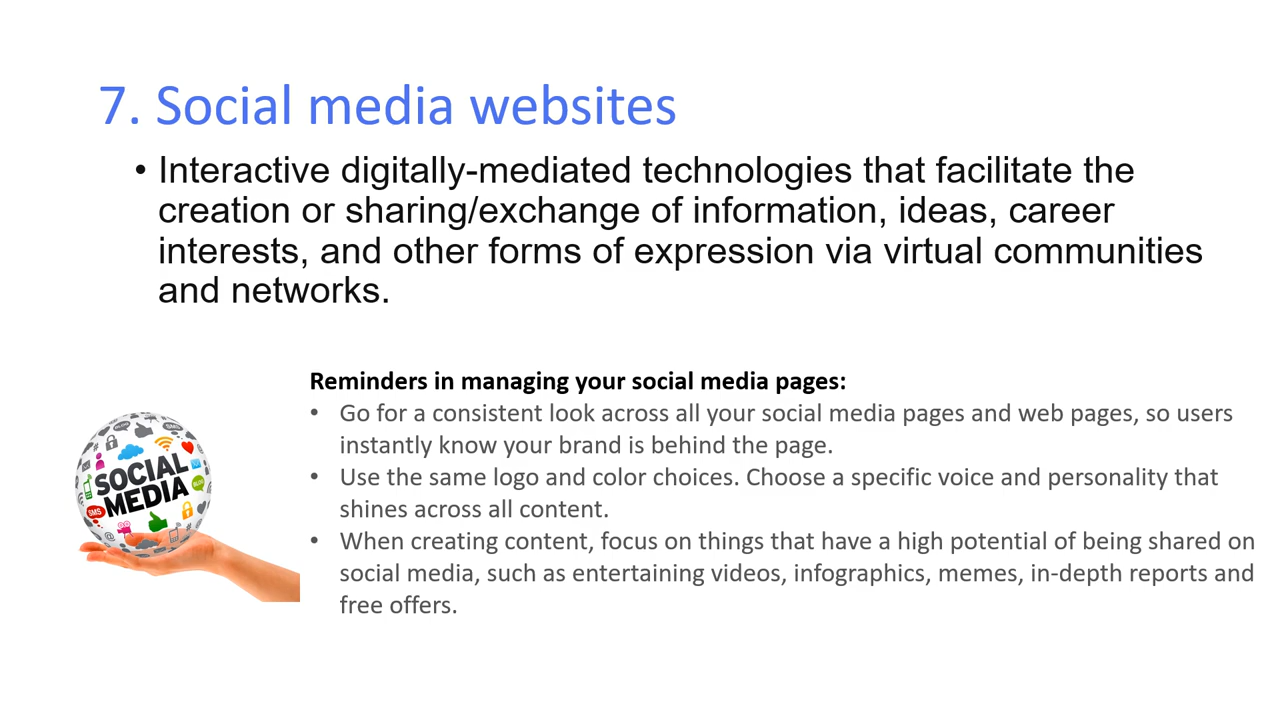 7. Social media websites
• Interactive digitally-mediated technologies that facilitate the
creation or sharing/exchange of information, ideas, career
interests, and other forms of expression via virtual communities
and networks.
Reminders in managing your social media pages:
• Go for a consistent look across all your social media pages and web pages, so users
instantly know your brand is behind the page.
• Use the same logo and color choices. Choose a specific voice and personality that
shines across all content.
• When creating content, focus on things that have a high potential of being shared on
social media, such as entertaining videos, infographics, memes, in-depth reports and
free offers.
SOCIAL
MEDIA
SMS